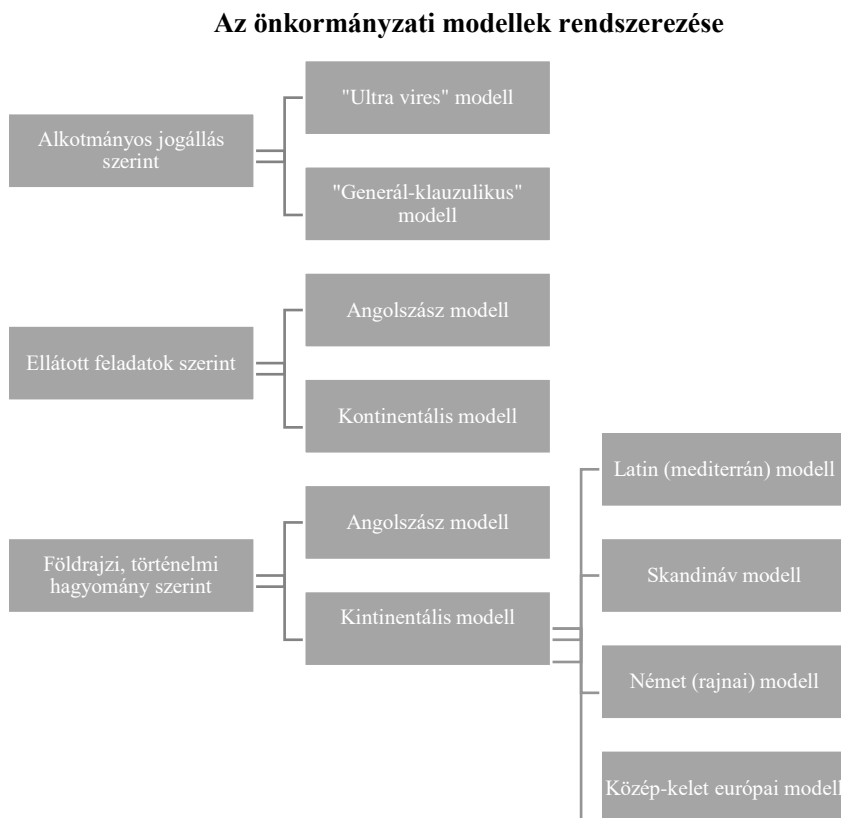 Az önkormányzati modellek rendszerezése
Alkotmányos jogállás
szerint
"Ultra vires" modell
"Generál-klauzulikus"
modell
Ellátott feladatok szerint
Angolszász modell
Kontinentális modell
Földrajzi, történelmi
hagyomány szerint
Angolszász modell
Kintinentális modell
Latin (mediterrán) modell
Skandináv modell
Német (rajnai) modell
Közép-kelet európai modell